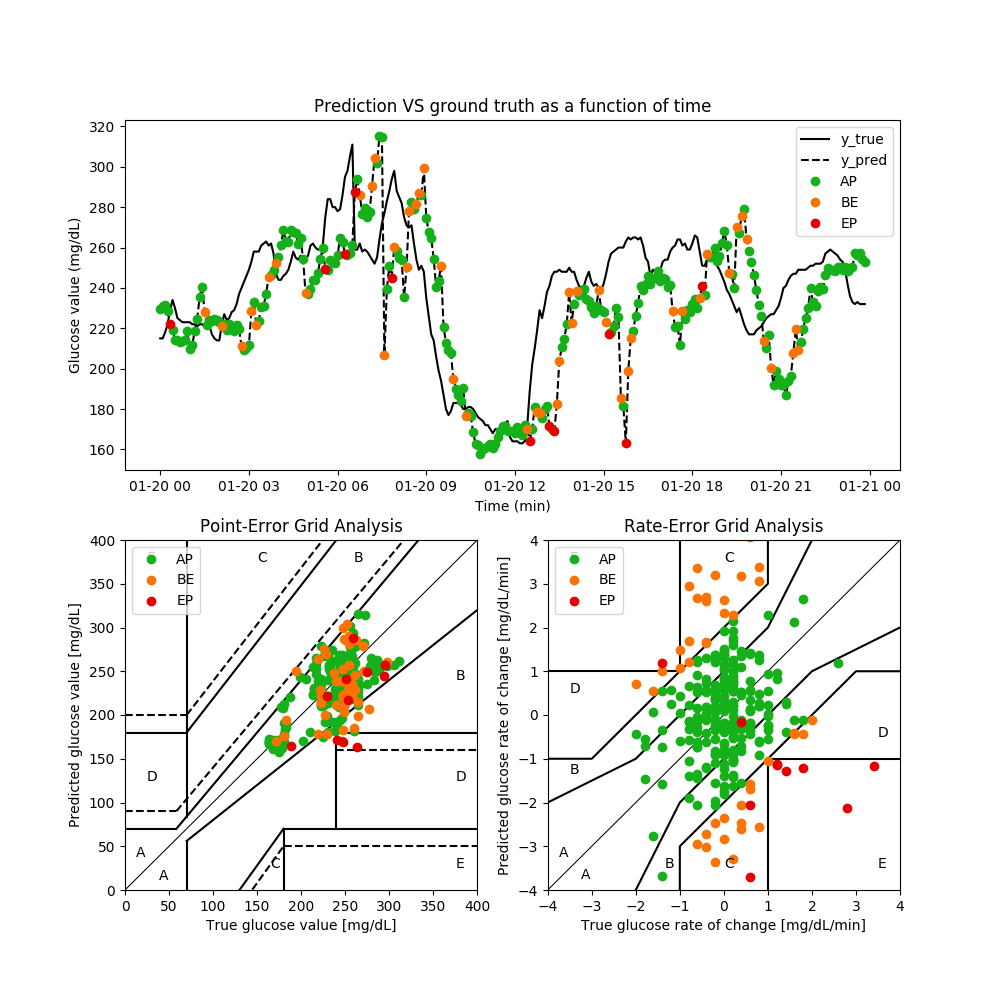 Prediction VS ground truth as a function of time
Glucose value (mg/dL)
320
300
280
260
240
220
200
180
160
y_true
y_pred
AP
BE
EP
01-20 00 01-20 03 01-20 06 01-20 09 01-20 12 01-20 15 01-20 18 01-20 21 01-21 00
Time (min)
Point-Error Grid Analysis
Predicted glucose value [mg/dL]
400
350
300
250
200
150
100
50
0
AP
BE
EP
C
B
B
D
D
A
A
C
E
0 50 100 150 200 250 300 350 400
True glucose value [mg/dL]
Rate-Error Grid Analysis
Predicted glucose rate of change [mg/dL/min]
4
3
2
1
0
−1
−2
−3
−4
AP
BE
EP
C
D
D
B
A
A
B
C
E
−4 −3 −2 −1 0 1 2 3 4
True glucose rate of change [mg/dL/min]